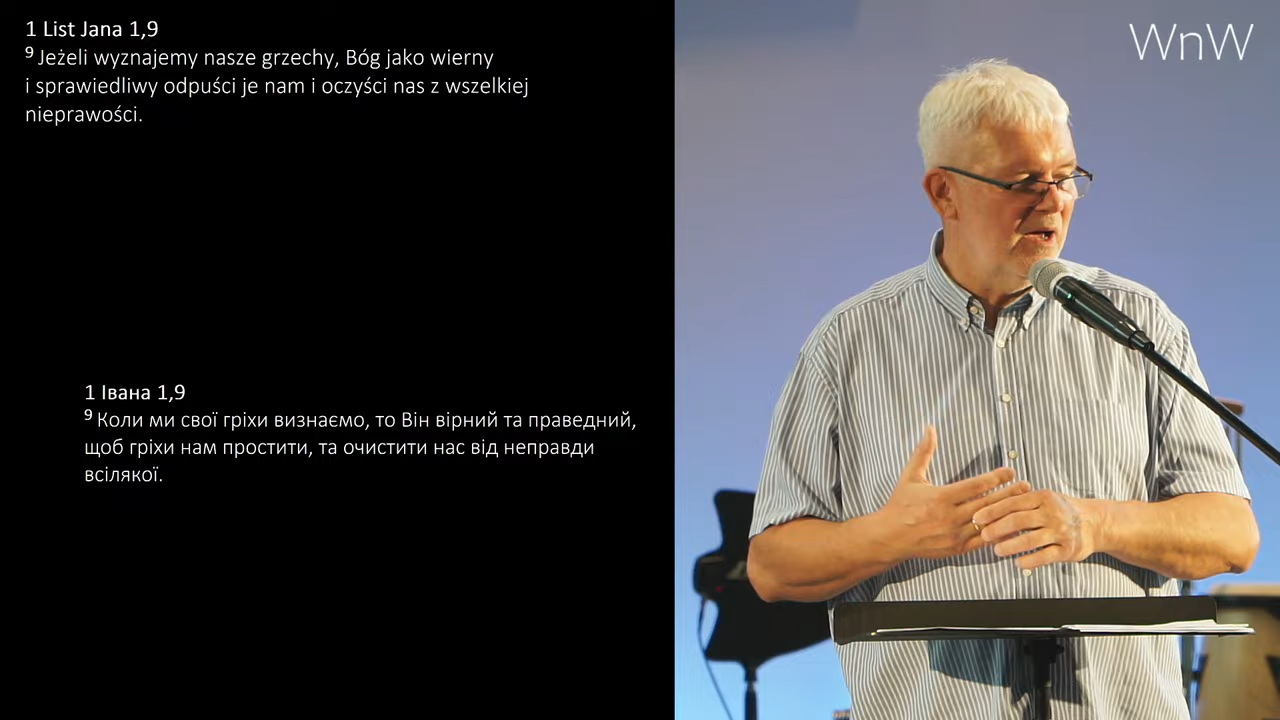 1 List Jana 1,9
9 Jeżeli wyznajemy nasze grzechy, Bóg jako wierny
i sprawiedliwy odpuści je nam i oczyści nas z wszelkiej
nieprawości.
1 Івана 1,9
9 Коли ми свої гріхи визнаємо, то Він вірний та праведний,
щоб гріхи нам простити, та очистити нас від неправди
всілякої.
WnW